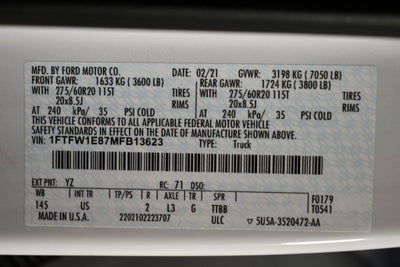 MFD. BY FORD MOTOR CO. 02/21 GVWR: 3198 KG (7050 LB)
FRONT GAWR: 1633 KG (3600 LB) REAR GAWR: 1724 KG (3800 LB)
WITH WITH
275/60R20 115T TIRES 275/60R20 115T TIRES
20x8.5J RIMS 20x8.5J RIMS
AT 240 kPa/ 35 PSI COLD AT 240 kPa/ 35 PSI COLD
THIS VEHICLE CONFORMS TO ALL APPLICABLE FEDERAL MOTOR VEHICLE
SAFETY STANDARDS IN EFFECT ON THE DATE OF MANUFACTURE SHOWN ABOVE.
VIN: 1FTFW1E87MFB13623 TYPE: Truck
EXT PNT: YZ RC: 71 DSO:
WB INT TR TP/PS R AXLE TR SPR F0179
145 US 2 L3 G TTBB T0541
2202102223707 ULC 5U5A-3520472-AA
U.S.A.